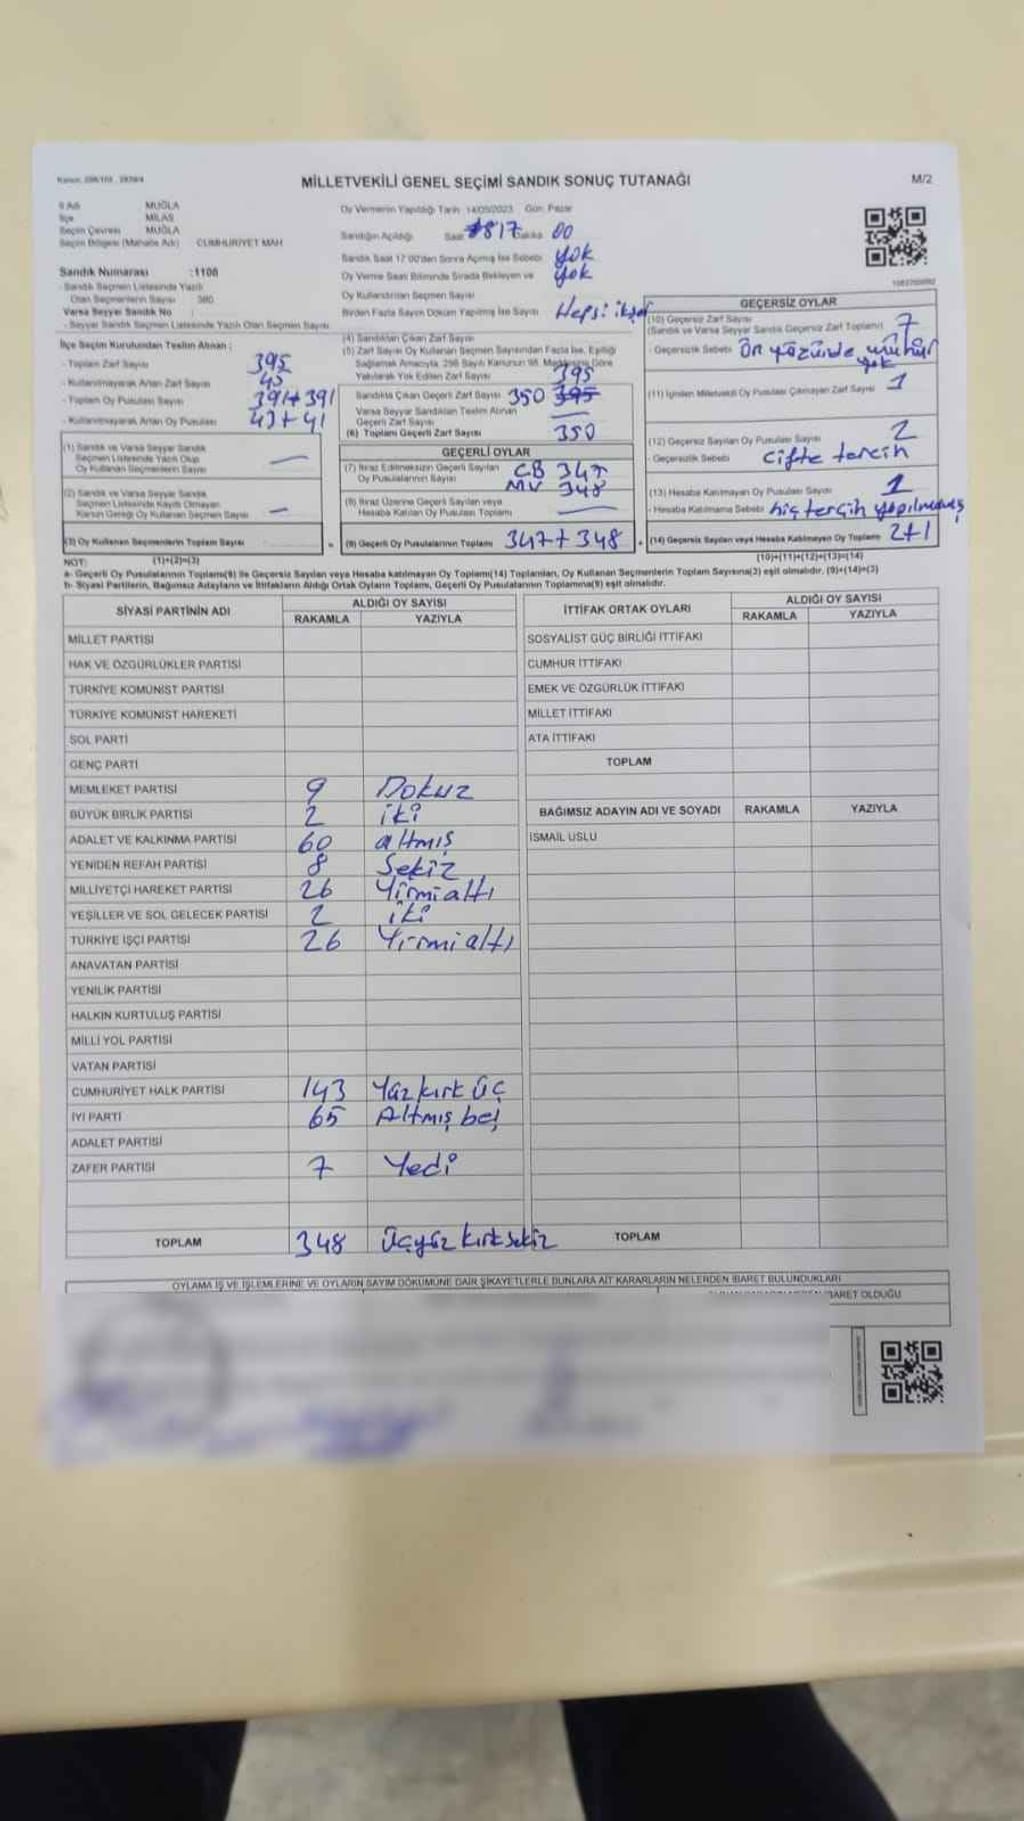 MİLLETVEKİLİ GENEL SEÇİMİ SANDIK SONUÇ TUTANAĞI
M/2
İl Adı MUĞLA
İlçe MİLAS
Seçim Çevresi MUĞLA
Seçim Bölgesi (Mahalle Adı) CUMHURİYET MAH
Sandık Numarası :1106
- Sandık Seçmen Listesinde Yazılı
Olan Seçmenlerin Sayısı 380
Varsa Seyyar Sandık No
- Seyyar Sandık Seçmen Listesinde Yazılı Olan Seçmen Sayısı
Oy Vermenin Yapıldığı Tarih 14/05/2023 Gün: Pazar
Sandığın Açıldığı Saat 17 Dakika 00
Sandık Saat 17:00'den Sonra Açılmış İse Sebebi Yok
Oy Verme Saati Bitiminde Sırada Bekleyen ve Yok
Oy Kullandırılan Seçmen Sayısı
Birden Fazla Sayım Döküm Yapılmış İse Sayısı Hepsi ikşer
İlçe Seçim Kurulundan Teslim Alınan :
- Toplam Zarf Sayısı 395
- Kullanılmayarak Artan Zarf Sayısı 45
- Toplam Oy Pusulası Sayısı 391+391
- Kullanılmayarak Artan Oy Pusulası 41+41
(1) Sandık ve Varsa Seyyar Sandık
Seçmen Listesinde Yazılı Olup
Oy Kullanan Seçmenlerin Sayısı —
(2) Sandık ve Varsa Seyyar Sandık
Seçmen Listesinde Kaydı Olmayan
Kanun Gereği Oy Kullanan Seçmen Sayısı —
(3) Oy Kullanan Seçmenlerin Toplam Sayısı
(1)+(2)=(3)
(4) Sandıktan Çıkan Zarf Sayısı
(5) Zarf Sayısı Oy Kullanan Seçmen Sayısından Fazla İse, Eşitliği
Sağlamak Amacıyla, 298 Sayılı Kanunun 98. Maddesine Göre
Yakılarak Yok Edilen Zarf Sayısı 395
Sandıkta Çıkan Geçerli Zarf Sayısı 350 395
Varsa Seyyar Sandıktan Teslim Alınan
Geçerli Zarf Sayısı —
(6) Toplam Geçerli Zarf Sayısı 350
GEÇERLİ OYLAR
(7) İtiraz Edilmeksizin Geçerli Sayılan CB 347
Oy Pusulalarının Sayısı MV 348
(8) İtiraz Üzerine Geçerli Sayılan veya
Hesaba Katılan Oy Toplamı —
(9) Geçerli Oy Pusulalarının Toplamı 347+348
GEÇERSİZ OYLAR
(10) Geçersiz Zarf Sayısı
(Sandık ve Varsa Seyyar Sandık Geçersiz Zarf Toplamı) 7
- Geçersizlik Sebebi Ön yüzünde mühür yok
(11) İçinden Milletvekili Oy Pusulası Çıkmayan Zarf Sayısı 1
(12) Geçersiz Sayılan Oy Pusulası Sayısı 2
- Geçersizlik Sebebi Çifte tercih
(13) Hesaba Katılmayan Oy Pusulası Sayısı 1
- Hesaba Katılmama Sebebi hiç tercih yapılmamış
(14) Geçersiz Sayılan veya Hesaba Katılmayan Oy Toplamı 2+1
(10)+(11)+(12)+(13)=(14)
NOT:
a- Geçerli Oy Pusulalarının Toplamı(9) ile Geçersiz Sayılan veya Hesaba Katılmayan Oy Toplamı(14) Toplamları, Oy Kullanan Seçmenlerin Toplam Sayısına(3) eşit olmalıdır. (9)+(14)=(3)
b- Siyasi Partilerin, Bağımsız Adayların ve İttifakların Aldığı Ortak Oyların Toplamı, Geçerli Oy Pusulalarının Toplamına(9) eşit olmalıdır.
SİYASİ PARTİNİN ADI ALDIĞI OY SAYISI
RAKAMLA YAZIYLA
MİLLET PARTİSİ
HAK VE ÖZGÜRLÜKLER PARTİSİ
TÜRKİYE KOMÜNİST PARTİSİ
TÜRKİYE KOMÜNİST HAREKETİ
SOL PARTİ
GENÇ PARTİ
MEMLEKET PARTİSİ 9 Dokuz
BÜYÜK BİRLİK PARTİSİ 2 iki
ADALET VE KALKINMA PARTİSİ 60 altmış
YENİDEN REFAH PARTİSİ 8 Sekiz
MİLLİYETÇİ HAREKET PARTİSİ 26 Yirmialtı
YEŞİLLER VE SOL GELECEK PARTİSİ 2 iki
TÜRKİYE İŞÇİ PARTİSİ 26 Yirmialtı
ANAVATAN PARTİSİ
YENİLİK PARTİSİ
HALKIN KURTULUŞ PARTİSİ
MİLLİ YOL PARTİSİ
VATAN PARTİSİ
CUMHURİYET HALK PARTİSİ 143 Yüz kırk üç
İYİ PARTİ 65 Altmış beş
ADALET PARTİSİ
ZAFER PARTİSİ 7 Yedi
TOPLAM 348 Üçyüz kırk sekiz
İTTİFAK ORTAK OYLARI ALDIĞI OY SAYISI
RAKAMLA YAZIYLA
SOSYALİST GÜÇ BİRLİĞİ İTTİFAKI
CUMHUR İTTİFAKI
EMEK VE ÖZGÜRLÜK İTTİFAKI
MİLLET İTTİFAKI
ATA İTTİFAKI
TOPLAM
BAĞIMSIZ ADAYIN ADI VE SOYADI RAKAMLA YAZIYLA
İSMAİL USLU
TOPLAM
OYLAMA İŞ VE İŞLEMLERİNE VE OYLARIN SAYIM DÖKÜMÜNE DAİR ŞİKAYETLERLE BUNLARA AİT KARARLARIN NELERDEN İBARET BULUNDUKLARI
İBARET OLDUĞU